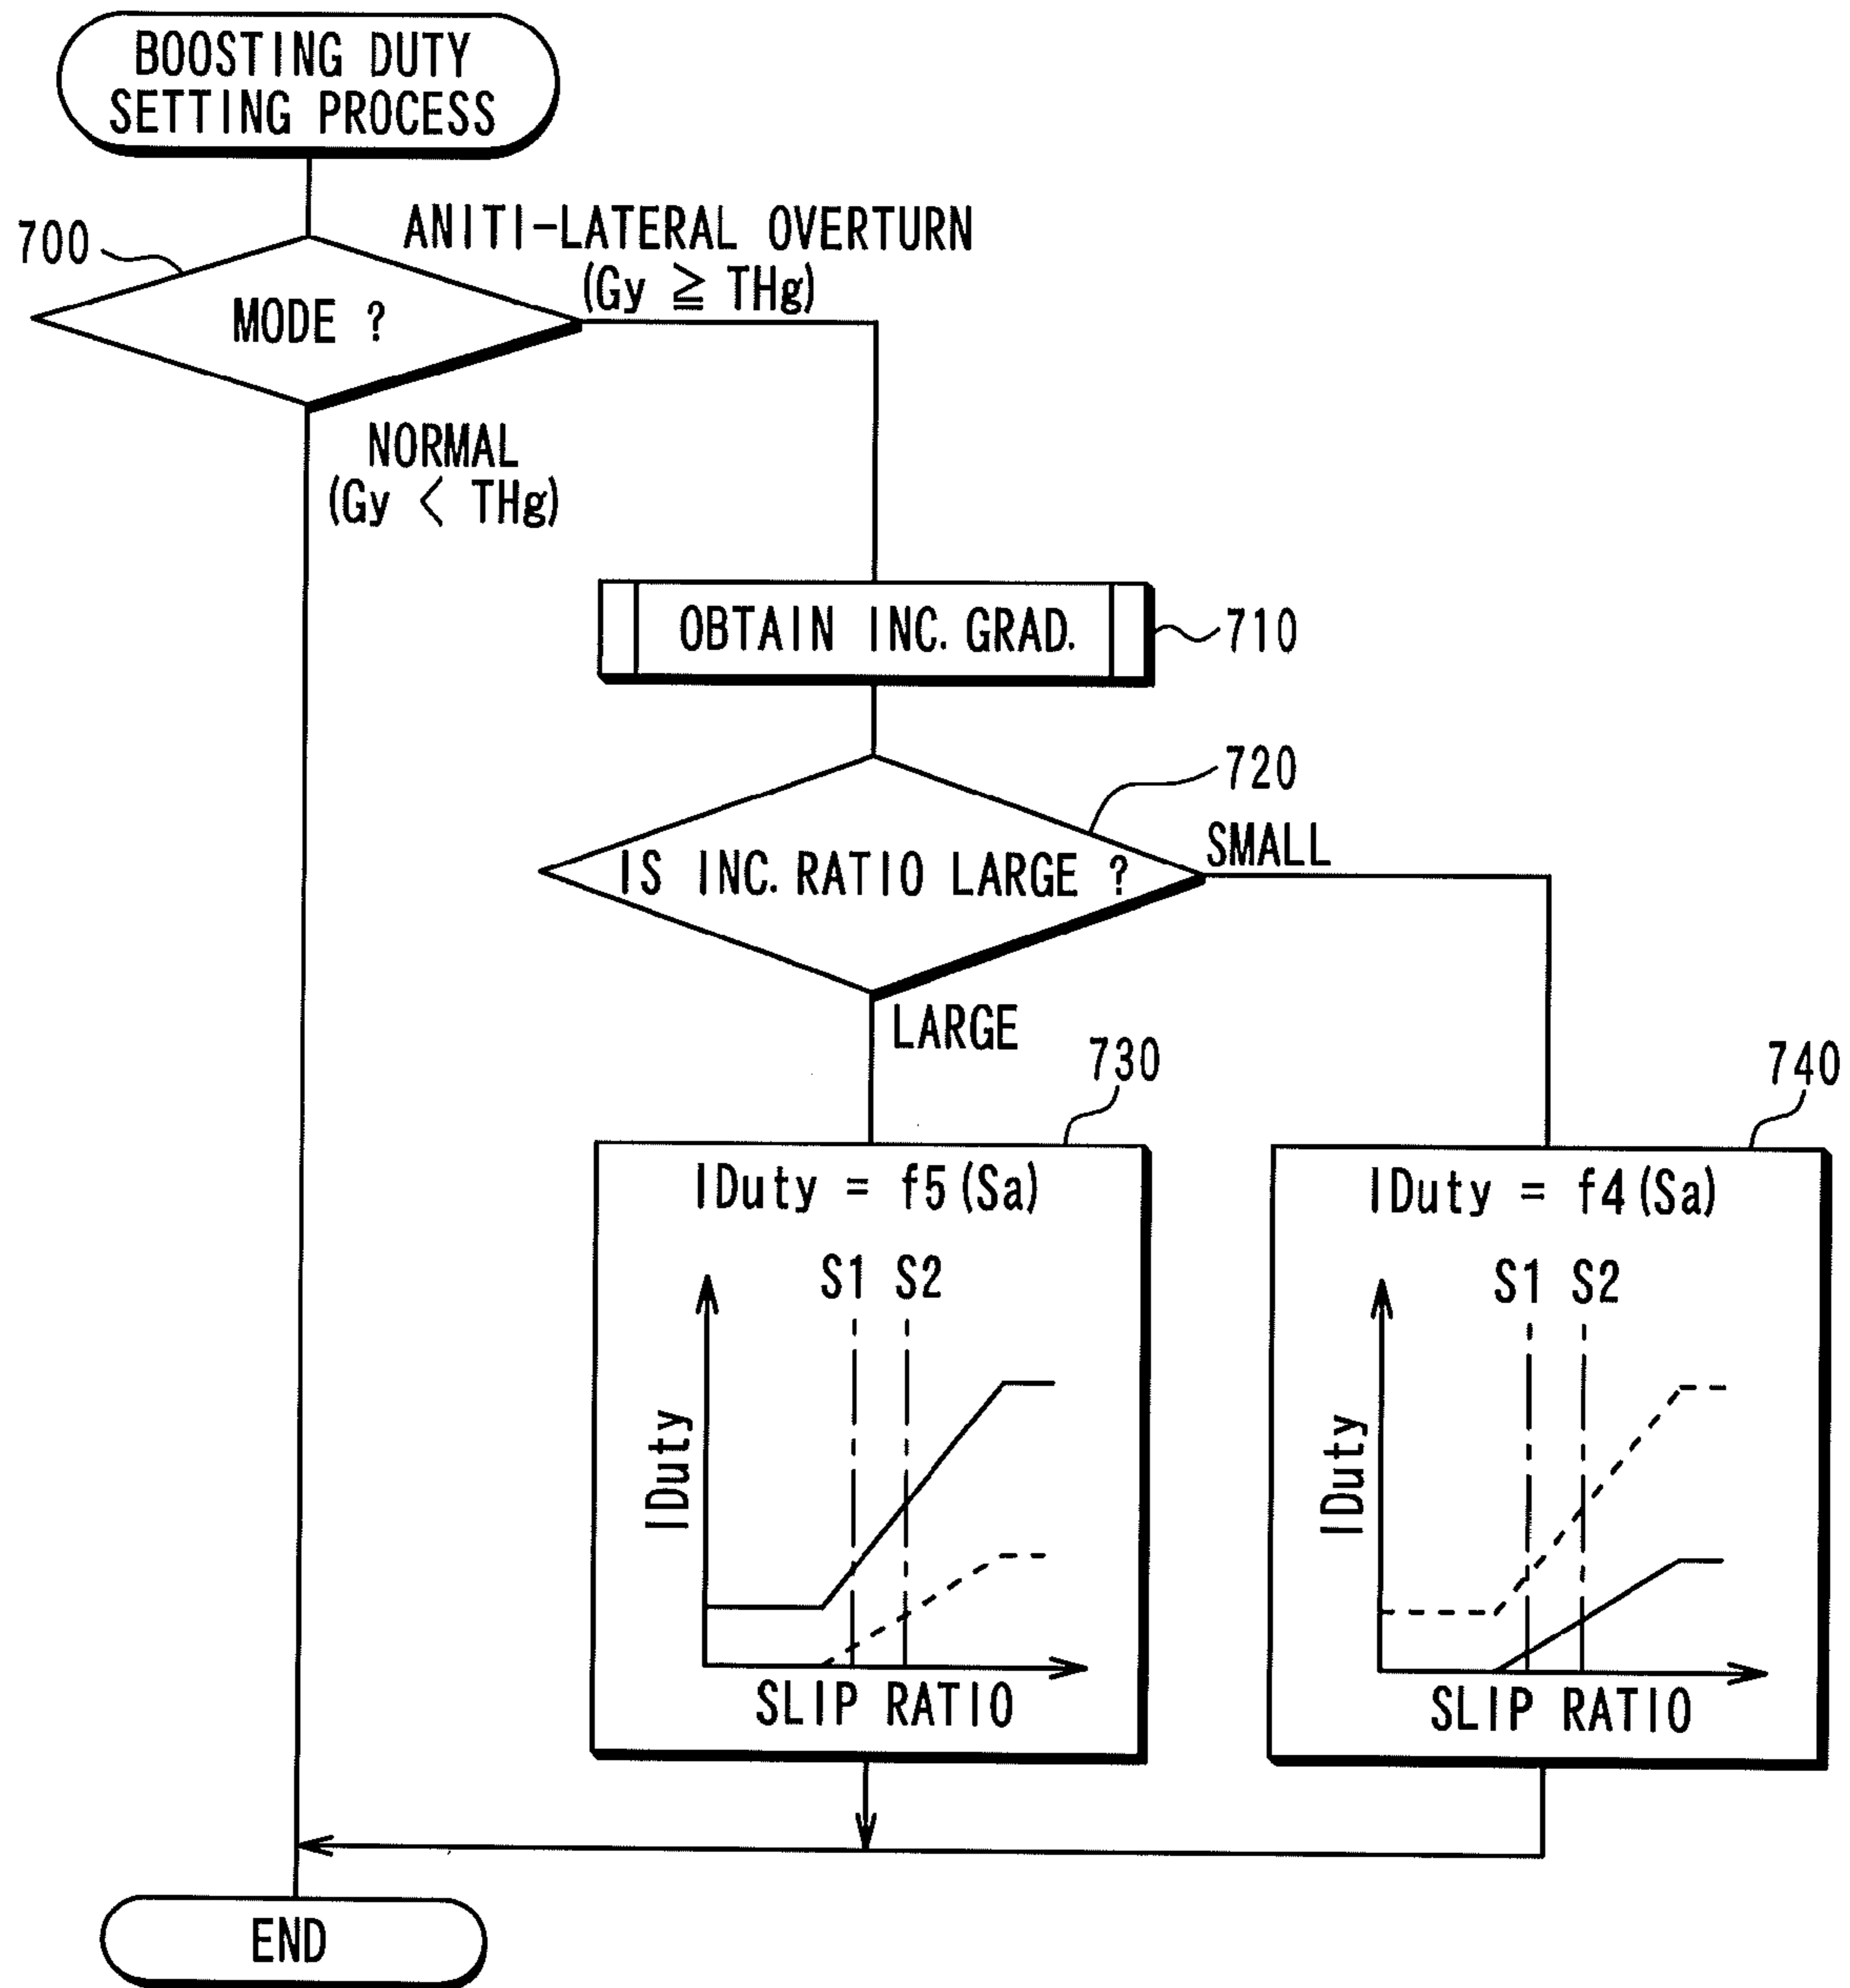 BOOSTING DUTY
SETTING PROCESS
700
ANITI-LATERAL OVERTURN
(Gy ≧ THg)
MODE ?
NORMAL
(Gy < THg)
OBTAIN INC. GRAD.
710
720
IS INC. RATIO LARGE ?
SMALL
LARGE
730
IDuty = f5 (Sa)
S1 S2
IDuty
SLIP RATIO
740
IDuty = f4 (Sa)
S1 S2
IDuty
SLIP RATIO
END